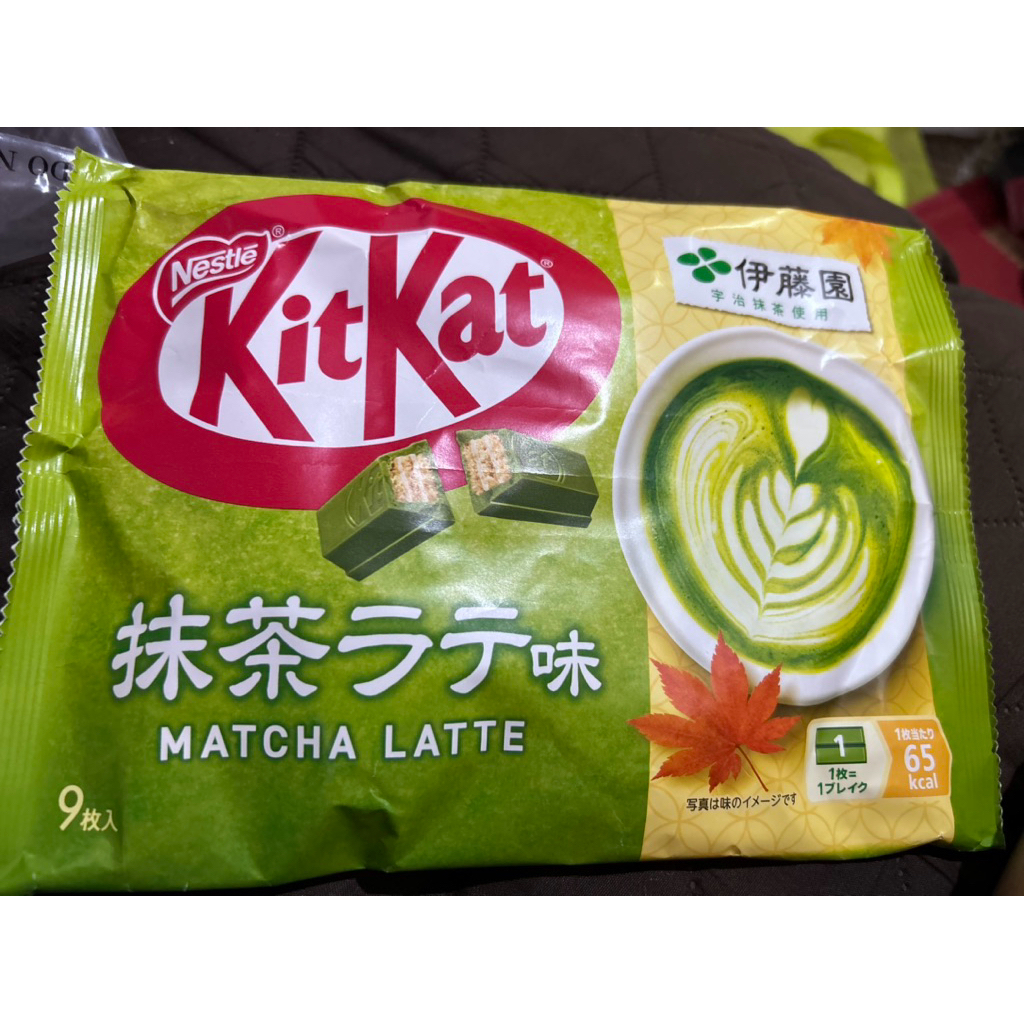 Nestlé®
KitKat®
伊藤園
宇治抹茶使用
抹茶ラテ味
MATCHA LATTE
9枚入
写真は味のイメージです
1
1枚=
1ブレイク
1枚当たり
65
kcal